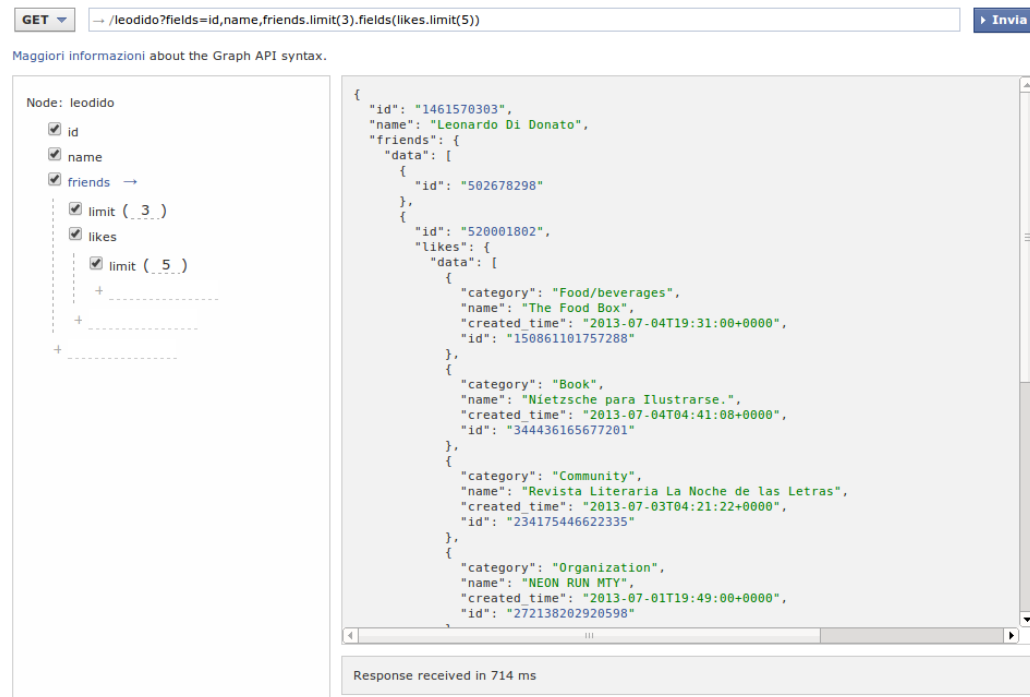 GET → /leodido?fields=id,name,friends.limit(3).fields(likes.limit(5)) Invia
Maggiori informazioni about the Graph API syntax.
Node: leodido
id
name
friends →
limit ( 3 )
likes
limit ( 5 )
+
+
+
{
"id": "1461570303",
"name": "Leonardo Di Donato",
"friends": {
"data": [
{
"id": "502678298"
},
{
"id": "520001802",
"likes": {
"data": [
{
"category": "Food/beverages",
"name": "The Food Box",
"created_time": "2013-07-04T19:31:00+0000",
"id": "150861101757288"
},
{
"category": "Book",
"name": "Níetzsche para Ilustrarse.",
"created_time": "2013-07-04T04:41:08+0000",
"id": "344436165677201"
},
{
"category": "Community",
"name": "Revista Literaria La Noche de las Letras",
"created_time": "2013-07-03T04:21:22+0000",
"id": "234175446622335"
},
{
"category": "Organization",
"name": "NEON RUN MTY",
"created_time": "2013-07-01T19:49:00+0000",
"id": "272138202920598"
Response received in 714 ms